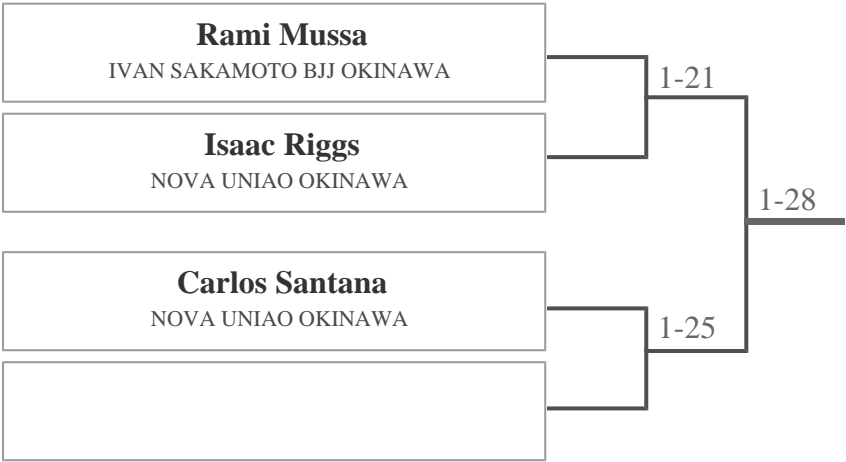 Rami Mussa
IVAN SAKAMOTO BJJ OKINAWA
1-21
Isaac Riggs
NOVA UNIAO OKINAWA
1-28
Carlos Santana
NOVA UNIAO OKINAWA
1-25